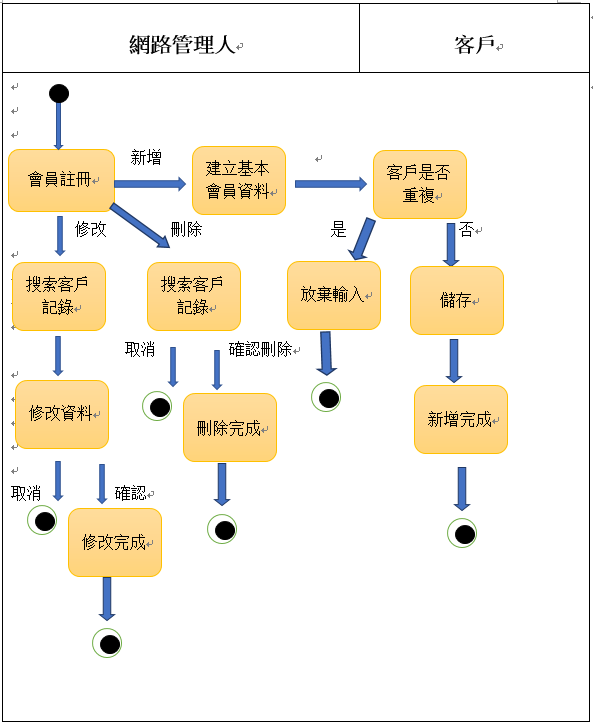 網路管理人
客戶
新增
會員註冊
建立基本
會員資料
客戶是否
重複
修改
刪除
是
否
搜索客戶
記錄
搜索客戶
記錄
放棄輸入
儲存
取消
確認刪除
修改資料
刪除完成
新增完成
取消
確認
修改完成